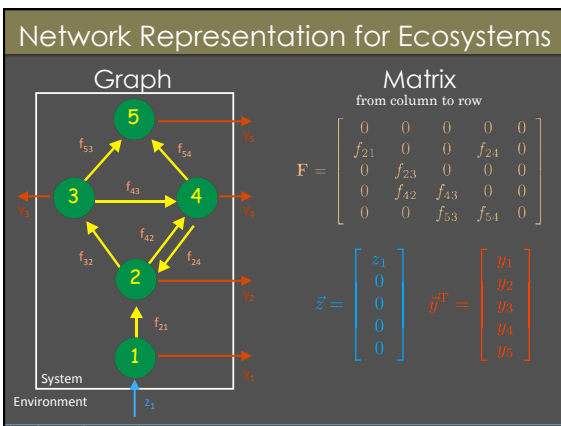 Network Representation for Ecosystems
Graph
5
y5
f53
f54
3
f43
4
y3
y4
f42
f32
f24
2
y2
f21
1
y1
System
Environment
z1
Matrix
from column to row
F =
0 0 0 0 0
f21 0 0 f24 0
0 f23 0 0 0
0 f42 f43 0 0
0 0 f53 f54 0
z⃗ =
z1
0
0
0
0
y⃗T =
y1
y2
y3
y4
y5